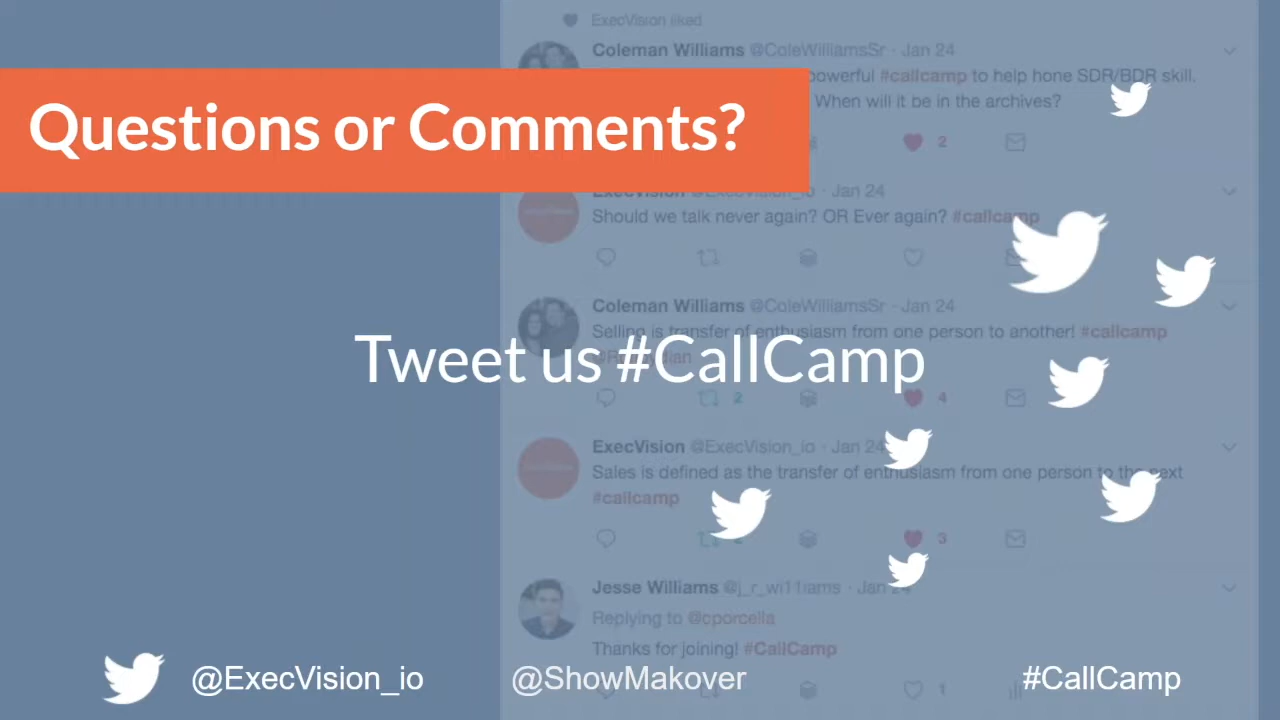 ExecVision liked
Coleman Williams @ColeWilliamsSr · Jan 24
powerful #callcamp to help hone SDR/BDR skill.
When will it be in the archives?
Questions or Comments?
2
ExecVision @ExecVision_io · Jan 24
Should we talk never again? OR Ever again? #callcamp
Coleman Williams @ColeWilliamsSr · Jan 24
Selling is transfer of enthusiasm from one person to another! #callcamp
Tweet us #CallCamp
2 4
ExecVision @ExecVision_io · Jan 24
Sales is defined as the transfer of enthusiasm from one person to the next
#callcamp
3
Jesse Williams @j_r_wi11iams · Jan 24
Replying to @cporcella
Thanks for joining! #CallCamp
@ExecVision_io @ShowMakover #CallCamp
1